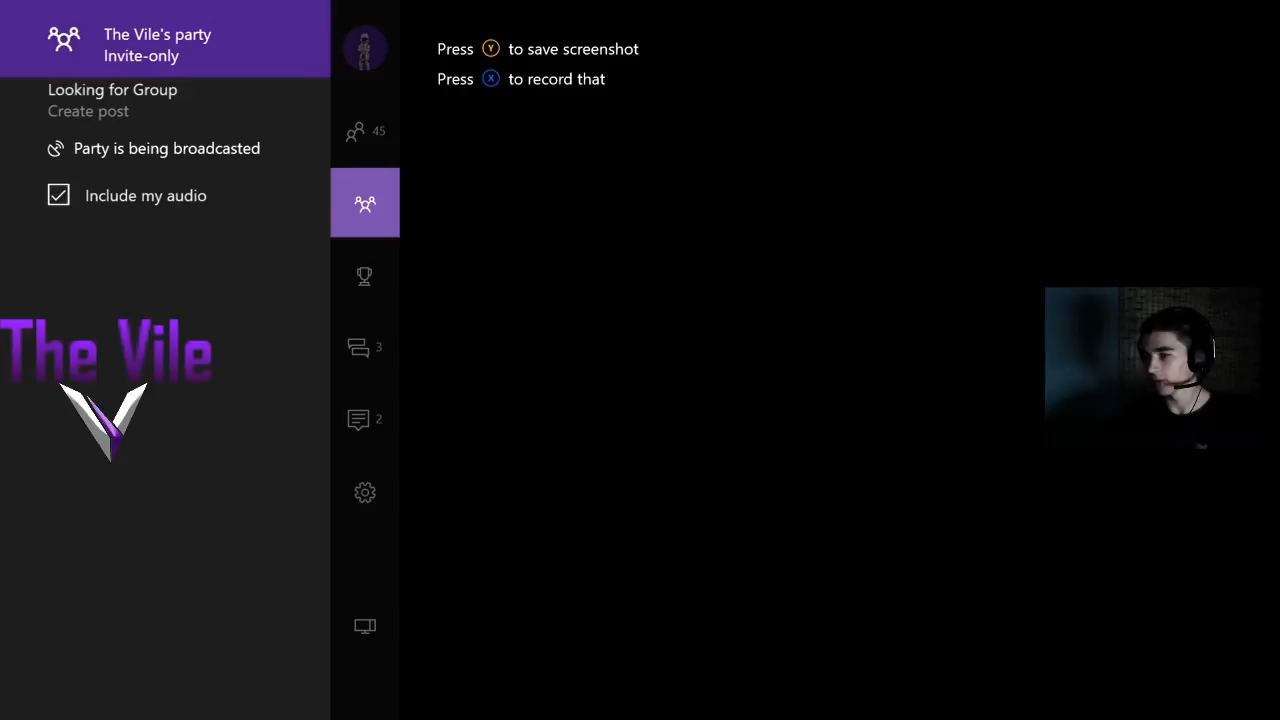 The Vile's party
Invite-only
Looking for Group
Create post
Party is being broadcasted
Include my audio
The Vile
45
3
2
Press Y to save screenshot
Press X to record that